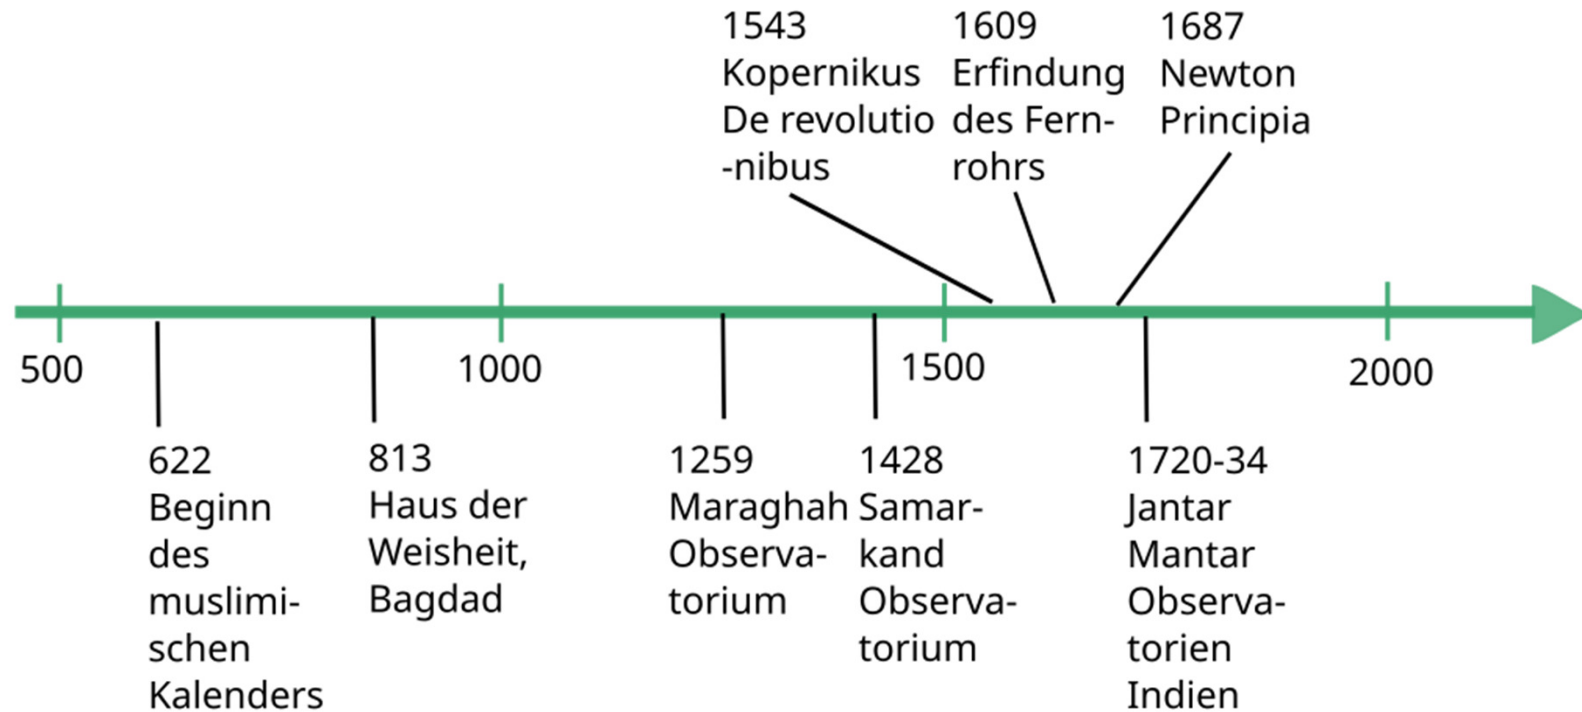 1543
Kopernikus
De revolutio
-nibus
1609
Erfindung
des Fern-
rohrs
1687
Newton
Principia
500
1000
1500
2000
622
Beginn
des
muslimi-
schen
Kalenders
813
Haus der
Weisheit,
Bagdad
1259
Maraghah
Observa-
torium
1428
Samar-
kand
Observa-
torium
1720-34
Jantar
Mantar
Observa-
torien
Indien